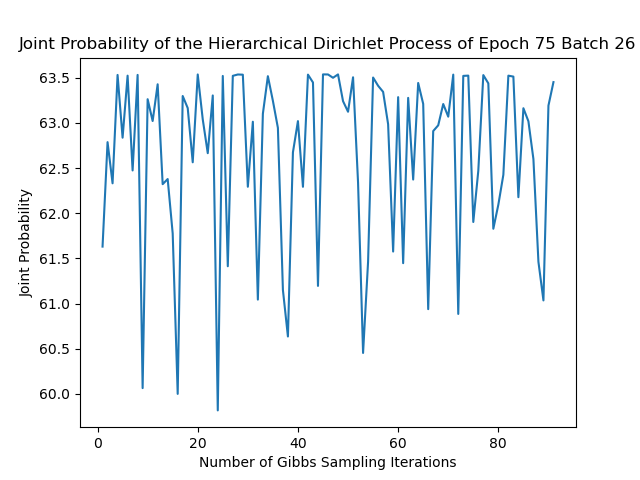 Joint Probability of the Hierarchical Dirichlet Process of Epoch 75 Batch 26
63.5
63.0
62.5
62.0
61.5
61.0
60.5
60.0
Joint Probability
0 20 40 60 80
Number of Gibbs Sampling Iterations